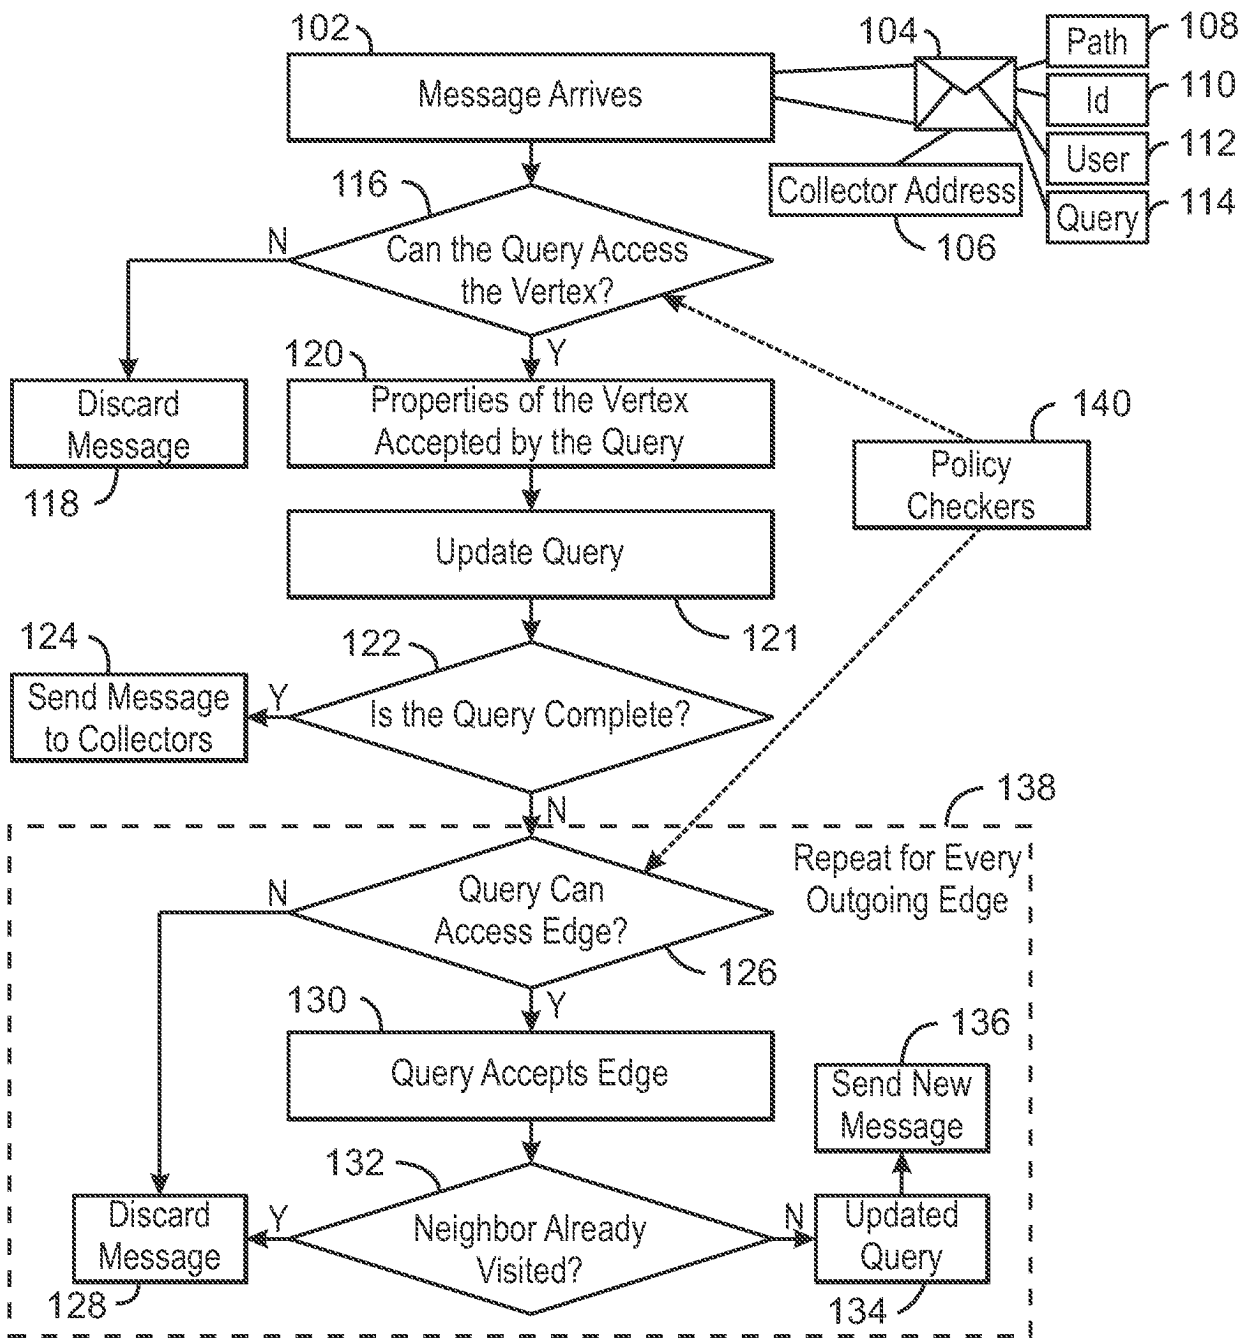 102
Message Arrives
104
Path
108
Id
110
User
112
Query
114
Collector Address
106
116
Can the Query Access
the Vertex?
N
Y
Discard
Message
118
120
Properties of the Vertex
Accepted by the Query
140
Policy
Checkers
Update Query
121
122
Is the Query Complete?
Y
N
124
Send Message
to Collectors
138
Repeat for Every
Outgoing Edge
Query Can
Access Edge?
126
N
Y
130
Query Accepts Edge
132
Neighbor Already
Visited?
Y
N
Discard
Message
128
136
Send New
Message
Updated
Query
134